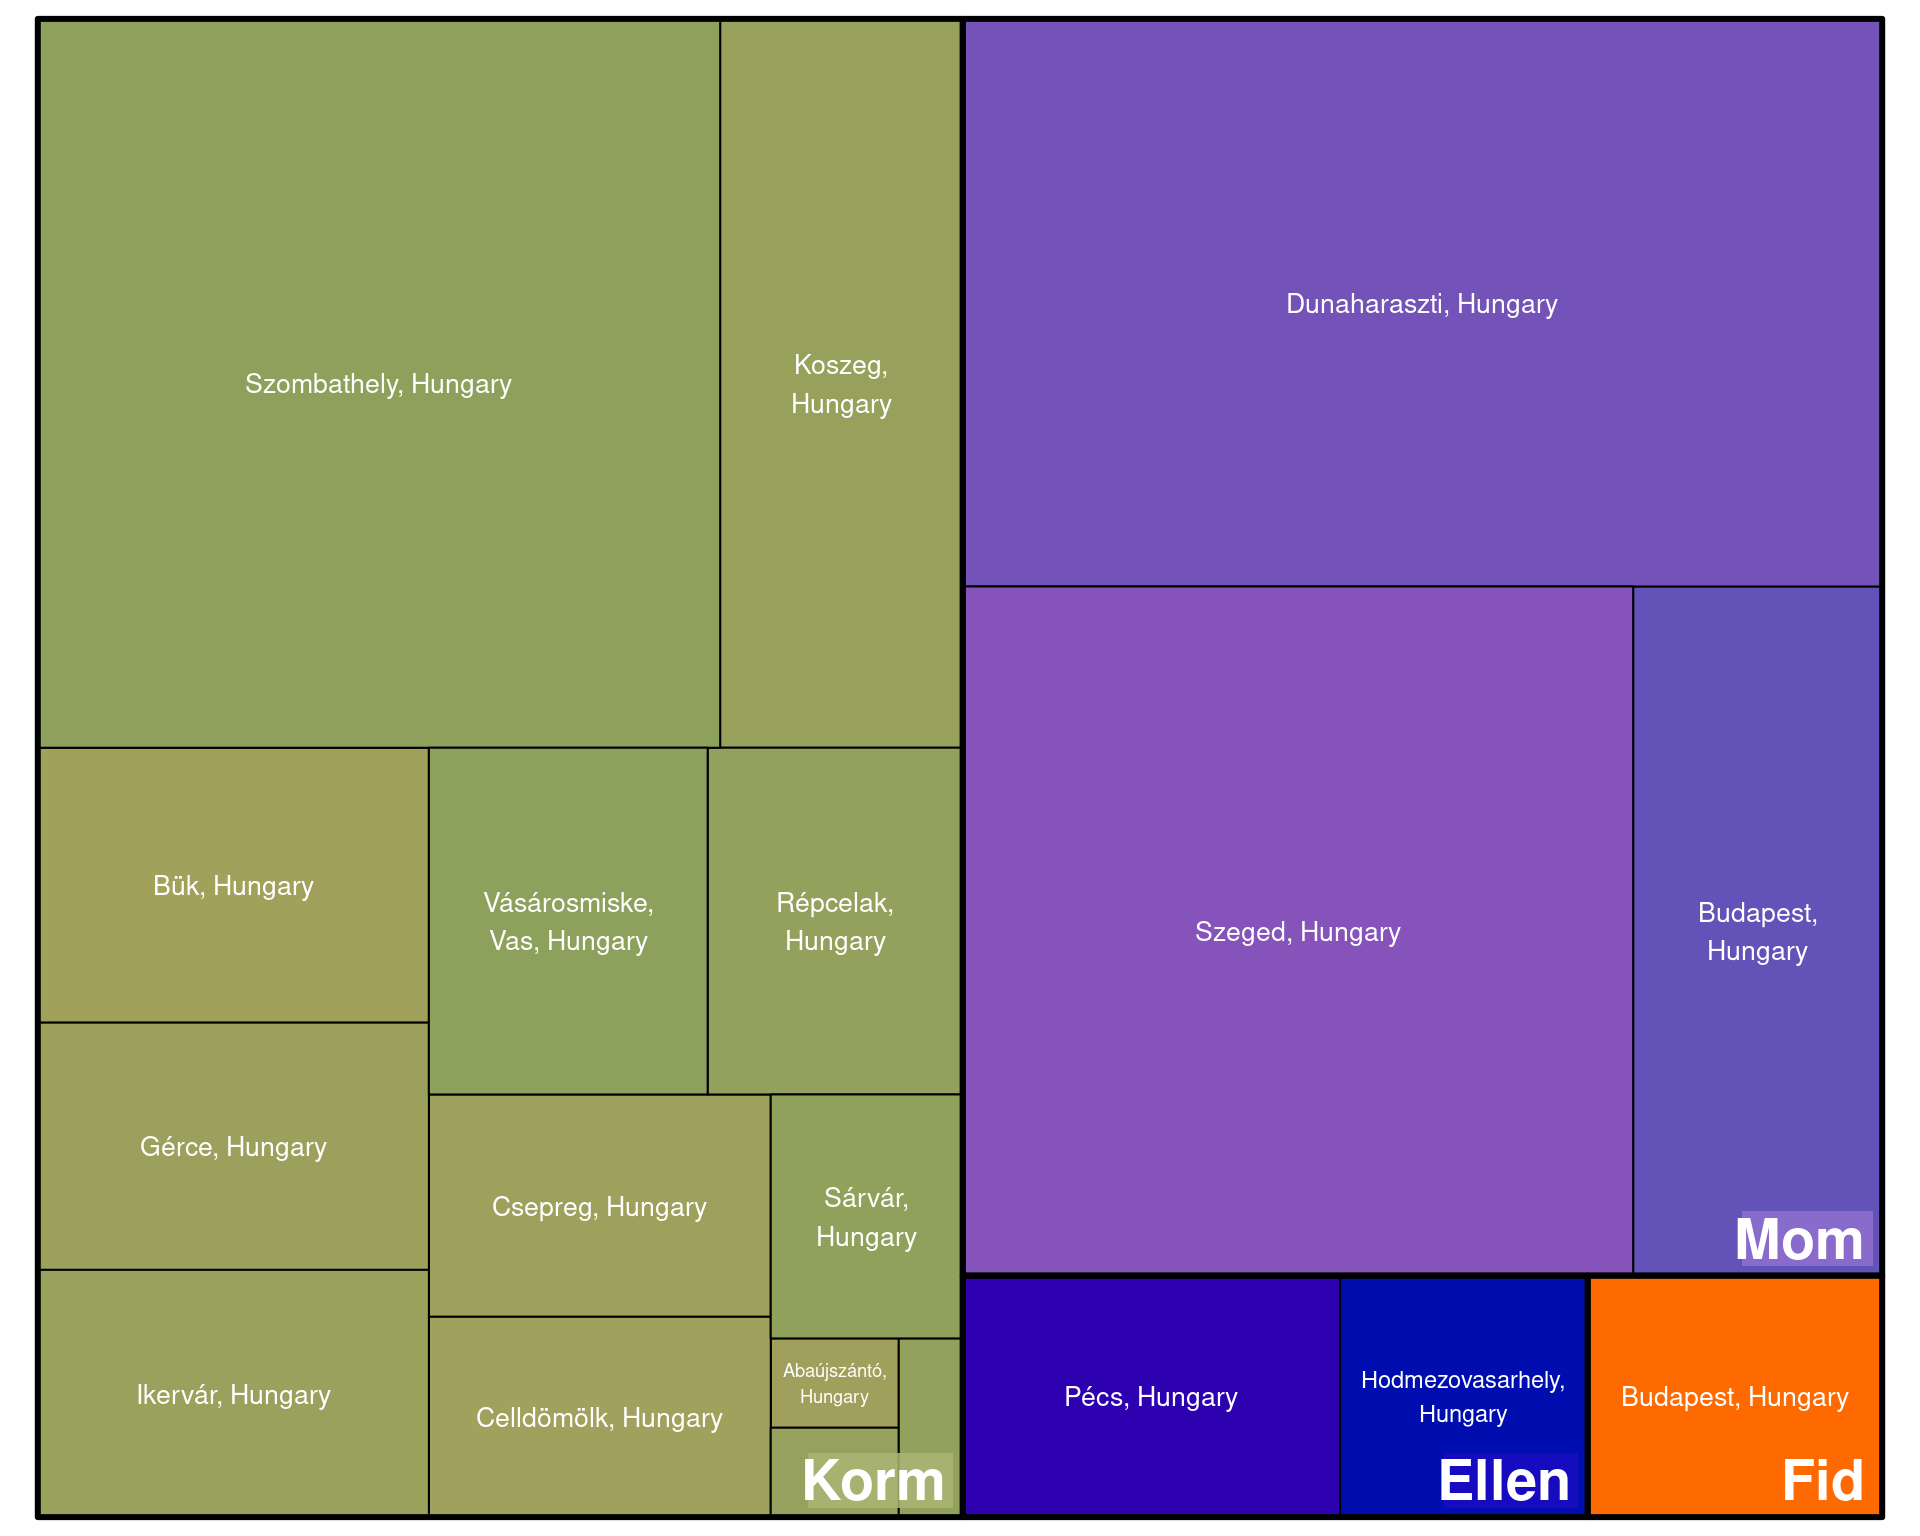 Szombathely, Hungary
Koszeg,
Hungary
Dunaharaszti, Hungary
Bük, Hungary
Vásárosmiske,
Vas, Hungary
Répcelak,
Hungary
Szeged, Hungary
Budapest,
Hungary
Gérce, Hungary
Csepreg, Hungary
Sárvár,
Hungary
Mom
Ikervár, Hungary
Celldömölk, Hungary
Abaújszántó,
Hungary
Korm
Pécs, Hungary
Hodmezovasarhely,
Hungary
Ellen
Budapest, Hungary
Fid